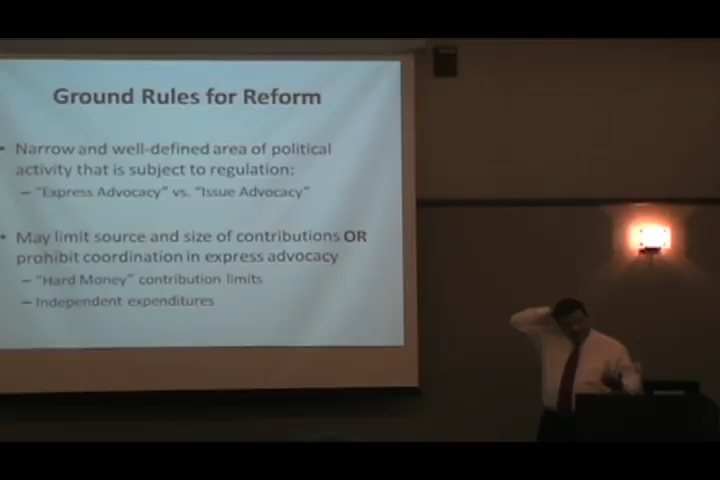 Ground Rules for Reform
• Narrow and well-defined area of political
activity that is subject to regulation:
– "Express Advocacy" vs. "Issue Advocacy"
• May limit source and size of contributions OR
prohibit coordination in express advocacy
– "Hard Money" contribution limits
– Independent expenditures